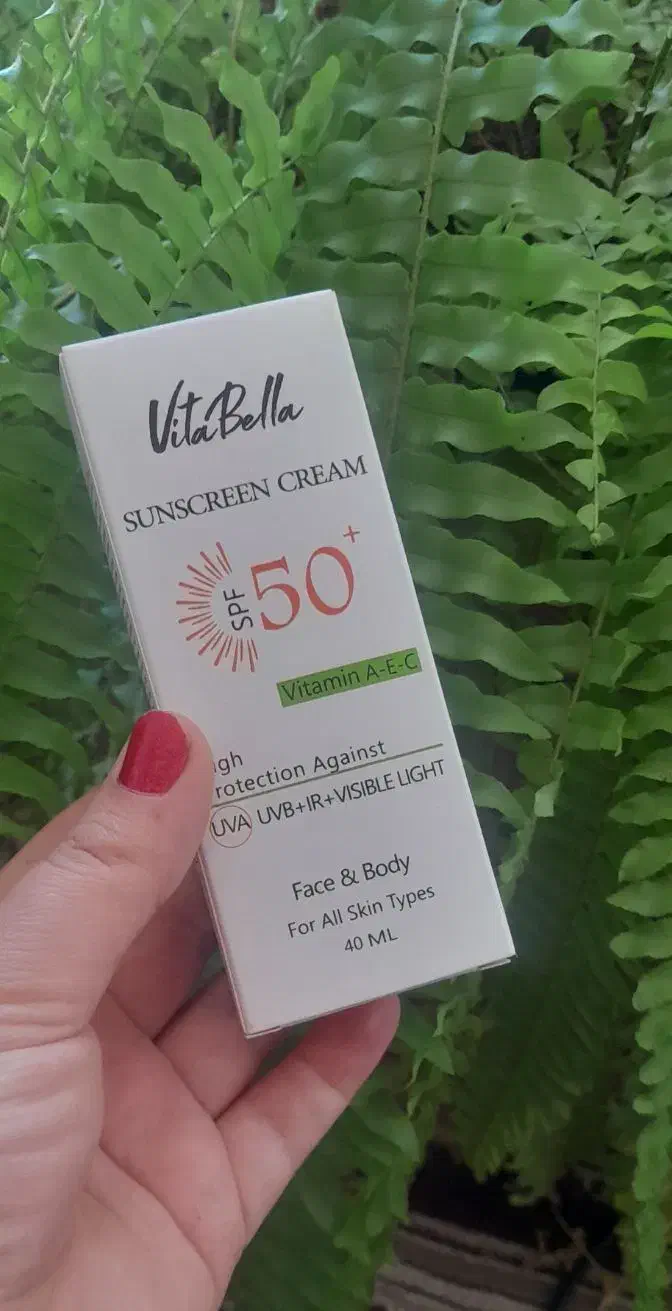 VitaBella
SUNSCREEN CREAM
SPF 50+
Vitamin A-E-C
igh
rotection Against
UVA UVB+IR+VISIBLE LIGHT
Face & Body
For All Skin Types
40 ML